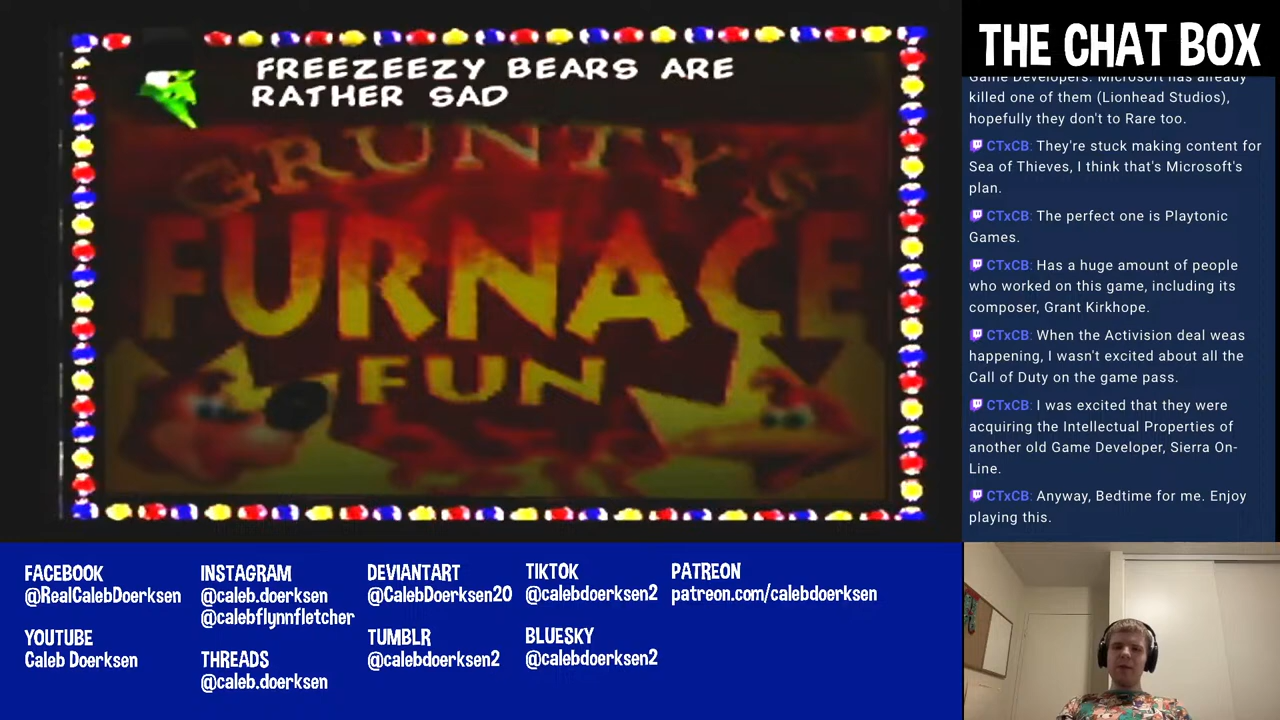 FREEZEEZY BEARS ARE
RATHER SAD
GRUNTY'S
FURNACE
FUN
THE CHAT BOX
Game Developers. Microsoft has already
killed one of them (Lionhead Studios),
hopefully they don't to Rare too.
CTxCB: They're stuck making content for
Sea of Thieves, I think that's Microsoft's
plan.
CTxCB: The perfect one is Playtonic
Games.
CTxCB: Has a huge amount of people
who worked on this game, including its
composer, Grant Kirkhope.
CTxCB: When the Activision deal weas
happening, I wasn't excited about all the
Call of Duty on the game pass.
CTxCB: I was excited that they were
acquiring the Intellectual Properties of
another old Game Developer, Sierra On-
Line.
CTxCB: Anyway, Bedtime for me. Enjoy
playing this.
FACEBOOK
@RealCalebDoerksen
YOUTUBE
Caleb Doerksen
INSTAGRAM
@caleb.doerksen
@calebflynnfletcher
THREADS
@caleb.doerksen
DEVIANTART
@CalebDoerksen20
TUMBLR
@calebdoerksen2
TIKTOK
@calebdoerksen2
BLUESKY
@calebdoerksen2
PATREON
patreon.com/calebdoerksen